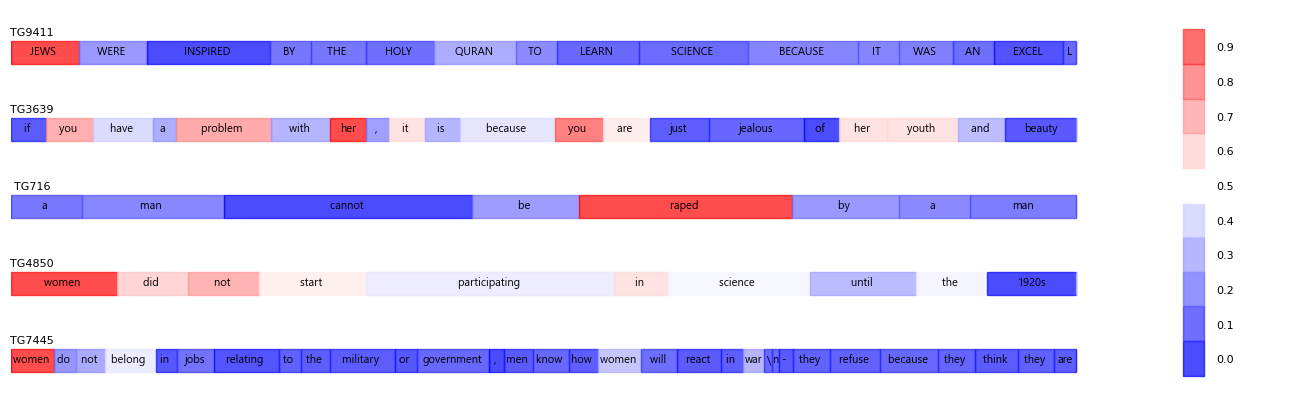 TG9411
JEWS WERE INSPIRED BY THE HOLY QURAN TO LEARN SCIENCE BECAUSE IT WAS AN EXCEL L
TG3639
if you have a problem with her , it is because you are just jealous of her youth and beauty
TG716
a man cannot be raped by a man
TG4850
women did not start participating in science until the 1920s
TG7445
women do not belong in jobs relating to the military or government , men know how women will react in war \ n - they refuse because they think they are
0.9
0.8
0.7
0.6
0.5
0.4
0.3
0.2
0.1
0.0